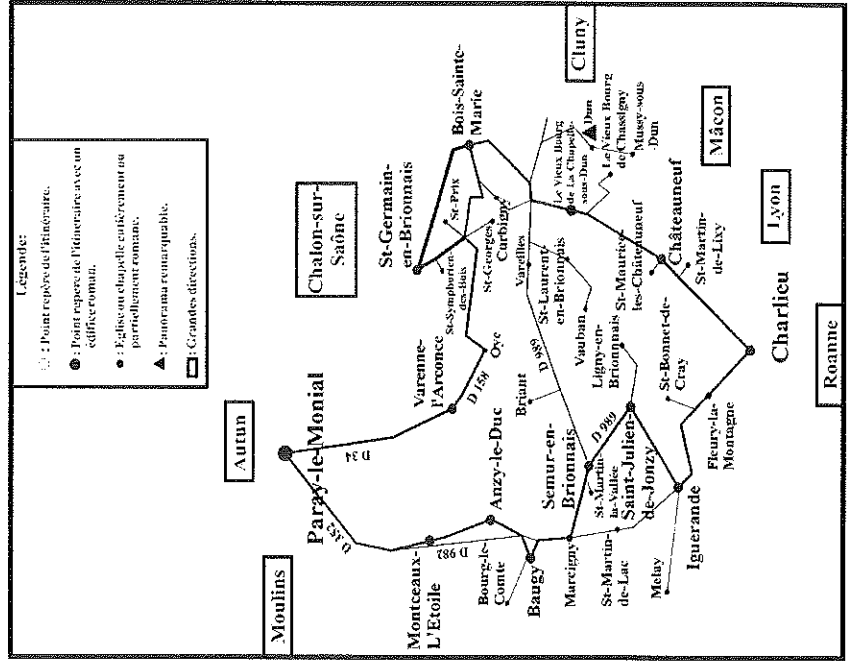 Légende:
: Point repère de l'itinéraire.
: Point repère de l'itineraire avec un
édifice roman.
: Eglise ou chapelle entièrement ou
partiellement romane.
: Panorama remarquable.
: Grandes directions.
Autun
Moulins
Chalon-sur-
Saône
Cluny
Mâcon
Lyon
Roanne
Paray-le-Monial
D 34
D 352
D 982
D 158
Varenne-
l'Arconce
Oyé
St-Germain-
en-Brionnais
Bois-Sainte-
Marie
St-Prix
St-Symphorien-
des-Bois
St-Georges
Curbigny
Vareilles
D 989
Montceaux-
L'Etoile
Anzy-le-Duc
Bourg-le-
Comte
Baugy
Briant
St-Laurent-
en-Brionnais
Vauban
Le Vieux Bourg
de La Chapelle-
sous-Dun
Dun
Le Vieux Bourg
de Chassigny
Mussy-sous
-Dun
Semur-en-
Brionnais
Marcigny
D 989
St-Martin-
la-Vallée
Ligny-en-
Brionnnais
St-Maurice-
les-Châteauneuf
Châteauneuf
St-Martin-
de-Lixy
St-Martin-
de-Lac
Saint-Julien-
de-Jonzy
Melay
Iguerande
St-Bonnet-de-
Cray
Fleury-la-
Montagne
Charlieu